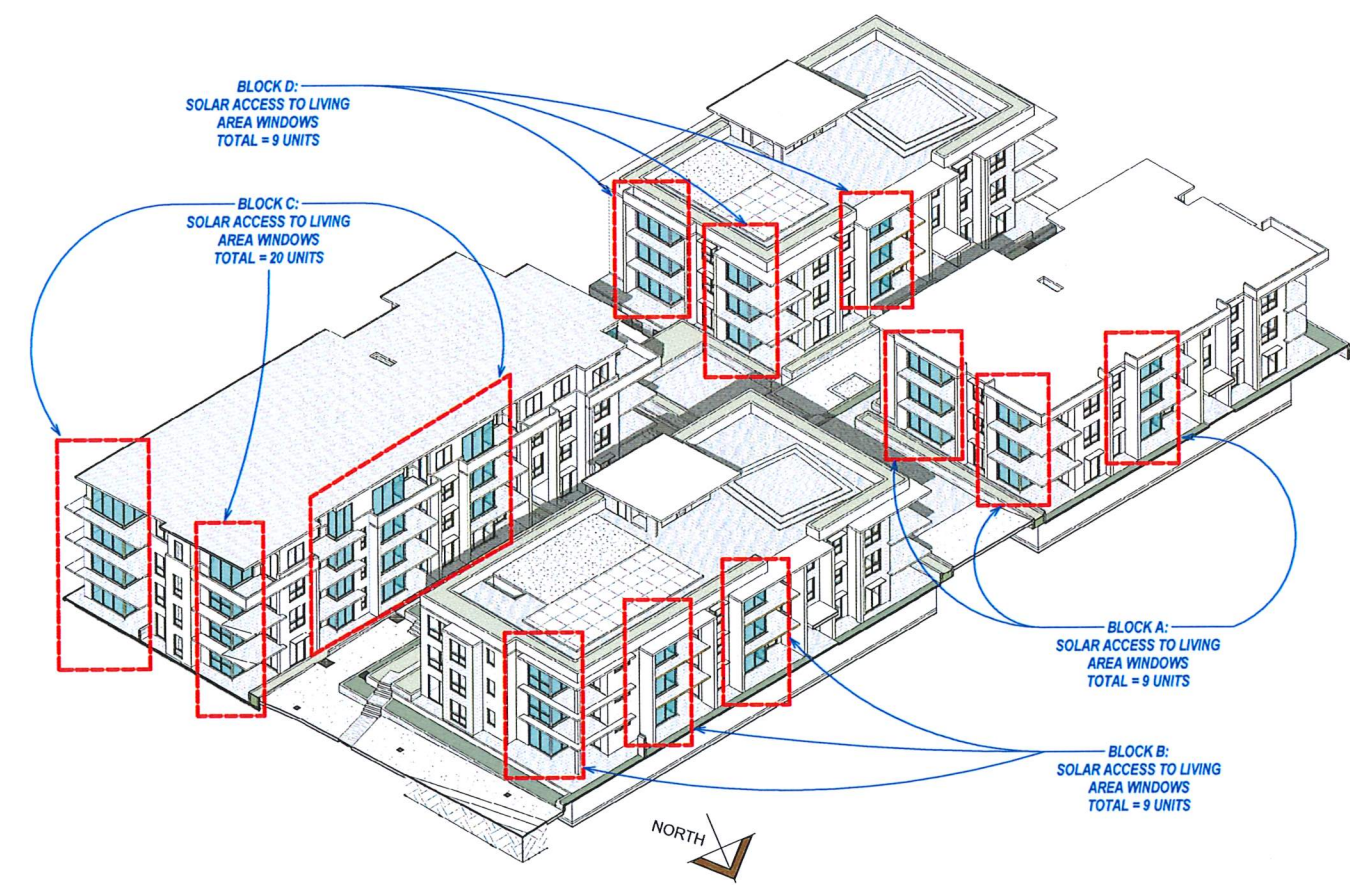 BLOCK D:
SOLAR ACCESS TO LIVING
AREA WINDOWS
TOTAL = 9 UNITS
BLOCK C:
SOLAR ACCESS TO LIVING
AREA WINDOWS
TOTAL = 20 UNITS
BLOCK A:
SOLAR ACCESS TO LIVING
AREA WINDOWS
TOTAL = 9 UNITS
BLOCK B:
SOLAR ACCESS TO LIVING
AREA WINDOWS
TOTAL = 9 UNITS
NORTH